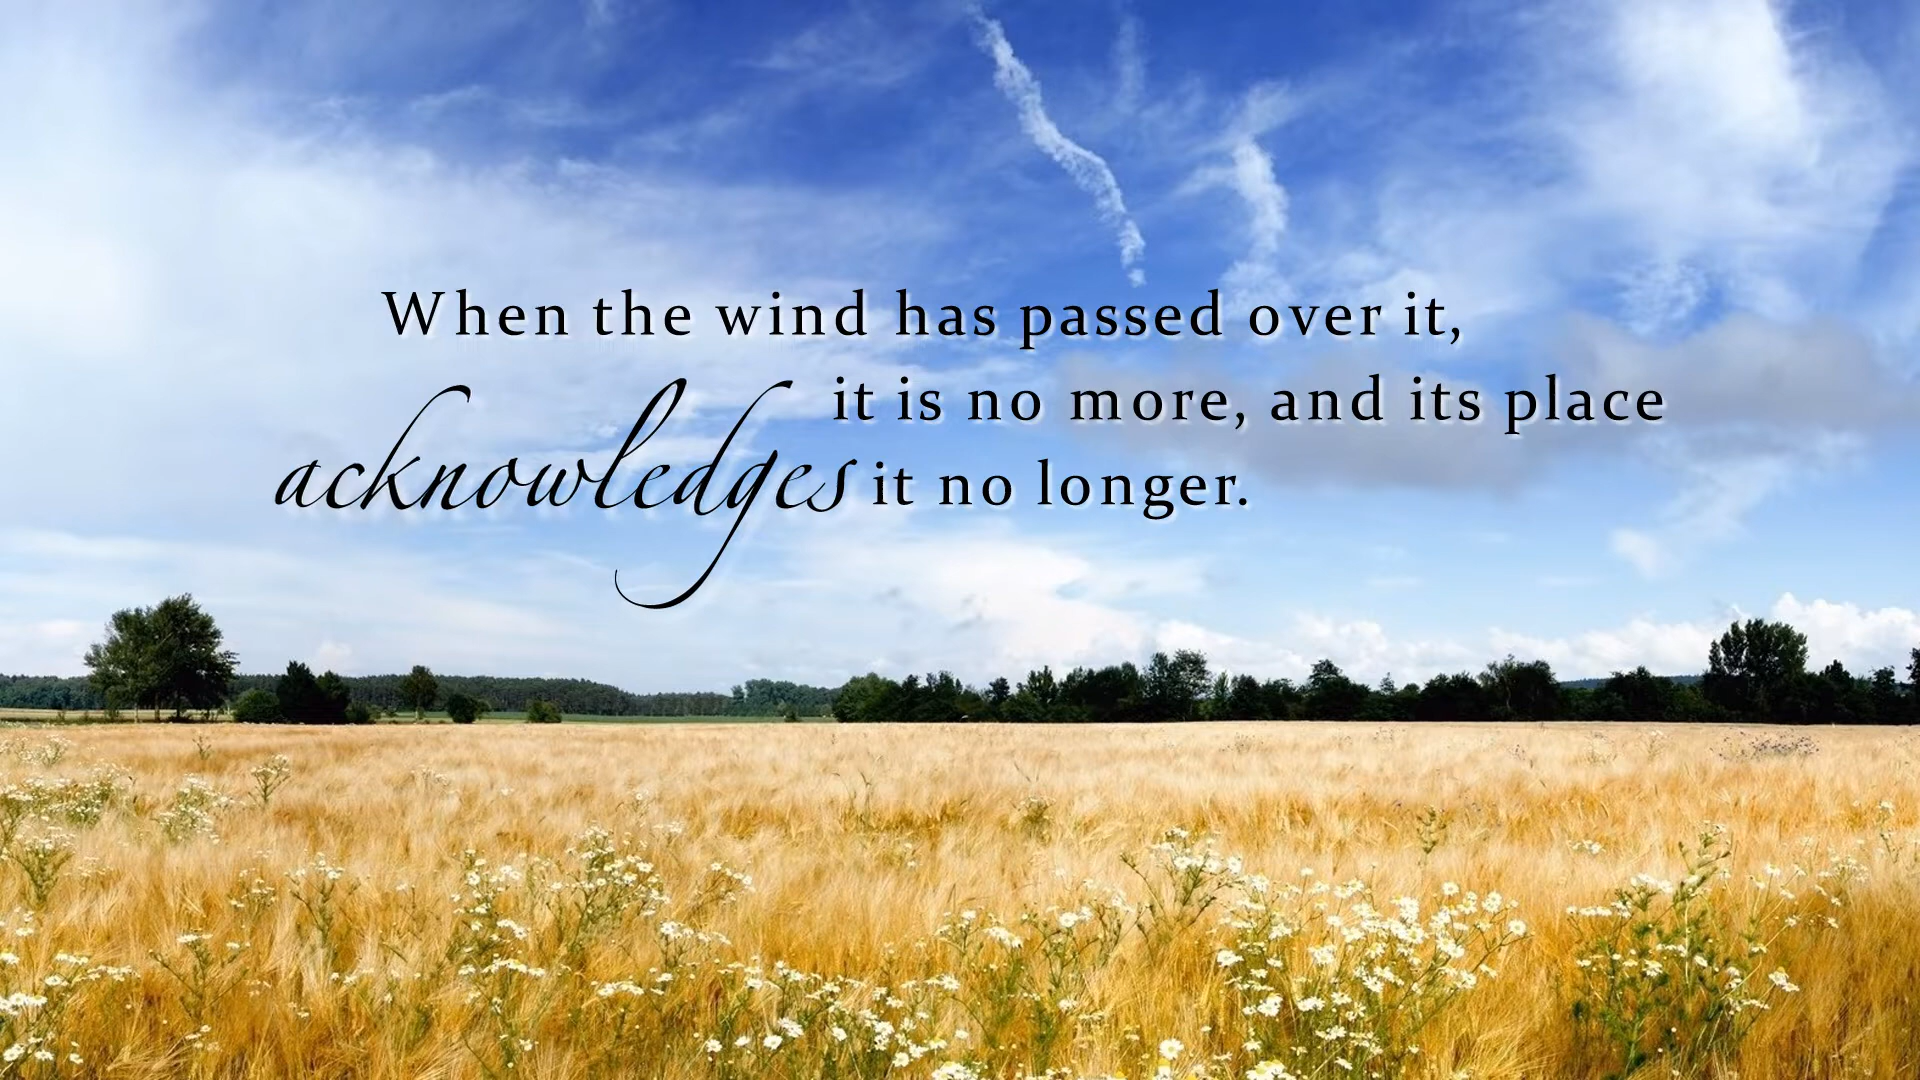 When the wind has passed over it,
it is no more, and its place
acknowledges it no longer.